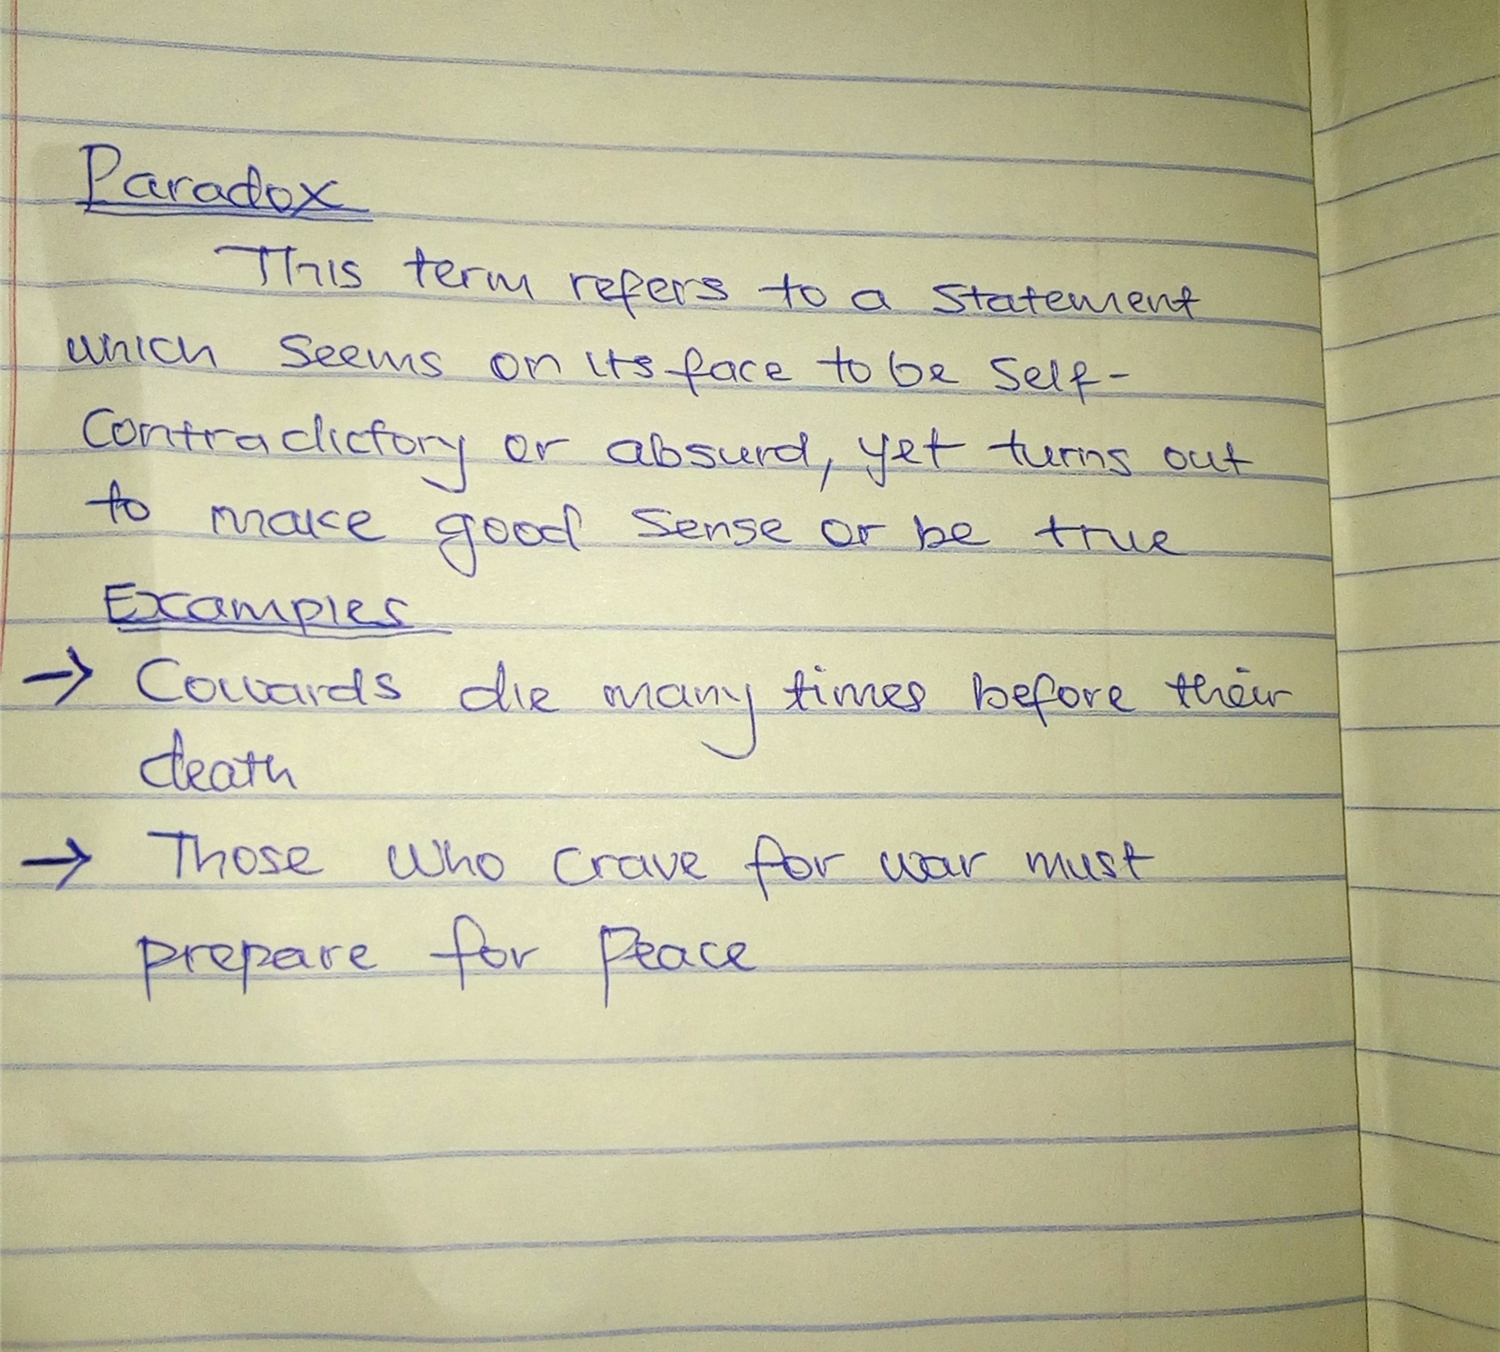 Paradox
This term refers to a statement
which seems on its face to be self-
contradictory or absurd, yet turns out
to make good sense or be true
Examples
→ Cowards die many times before their
death
→ Those who crave for war must
prepare for peace